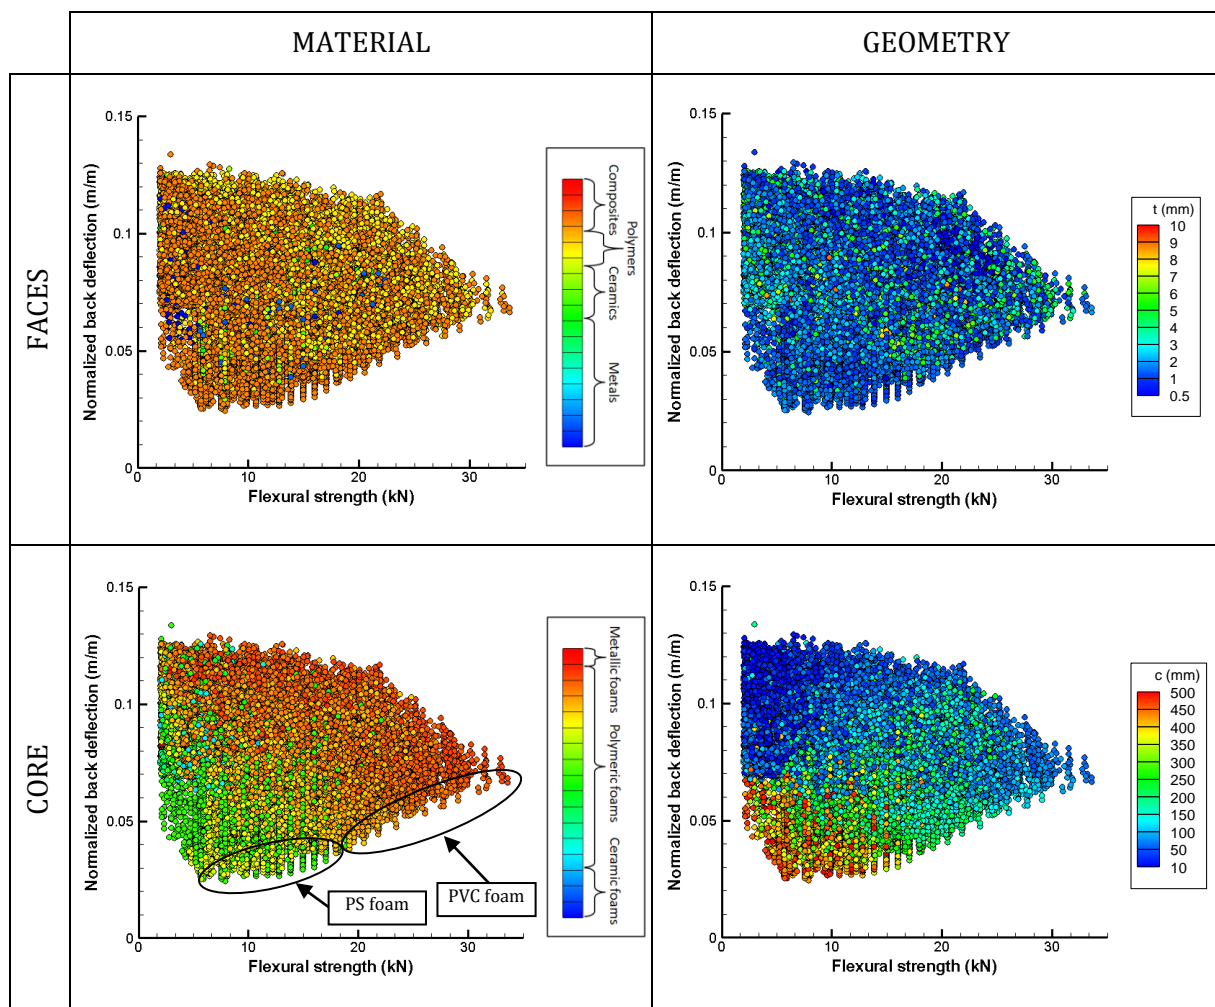 MATERIAL
GEOMETRY
FACES
Normalized back deflection (m/m)
0.15
0.1
0.05
0
0
10
20
30
Flexural strength (kN)
Composites
Polymers
Ceramics
Metals
Normalized back deflection (m/m)
0.15
0.1
0.05
0
0
10
20
30
Flexural strength (kN)
t (mm)
10
9
8
7
6
5
4
3
2
1
0.5
CORE
Normalized back deflection (m/m)
0.15
0.1
0.05
0
0
10
20
30
Flexural strength (kN)
PS foam
PVC foam
Metallic foams
Polymeric foams
Ceramic foams
Normalized back deflection (m/m)
0.15
0.1
0.05
0
0
10
20
30
Flexural strength (kN)
c (mm)
500
450
400
350
300
250
200
150
100
50
10